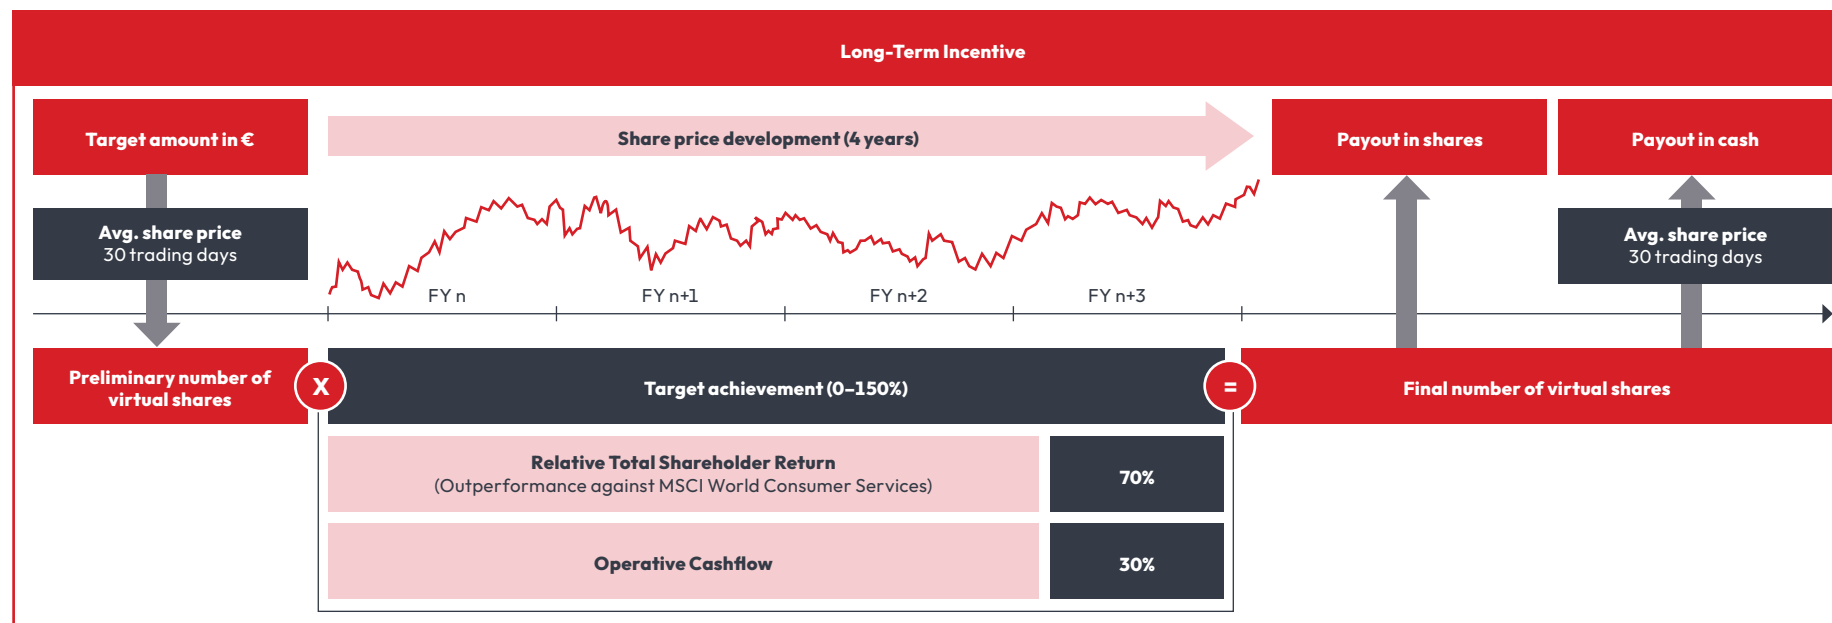 Long-Term Incentive
Target amount in €
Share price development (4 years)
Payout in shares
Payout in cash
Avg. share price
30 trading days
Avg. share price
30 trading days
FY n
FY n+1
FY n+2
FY n+3
Preliminary number of
virtual shares
X
Target achievement (0–150%)
=
Final number of virtual shares
Relative Total Shareholder Return
(Outperformance against MSCI World Consumer Services)
70%
Operative Cashflow
30%